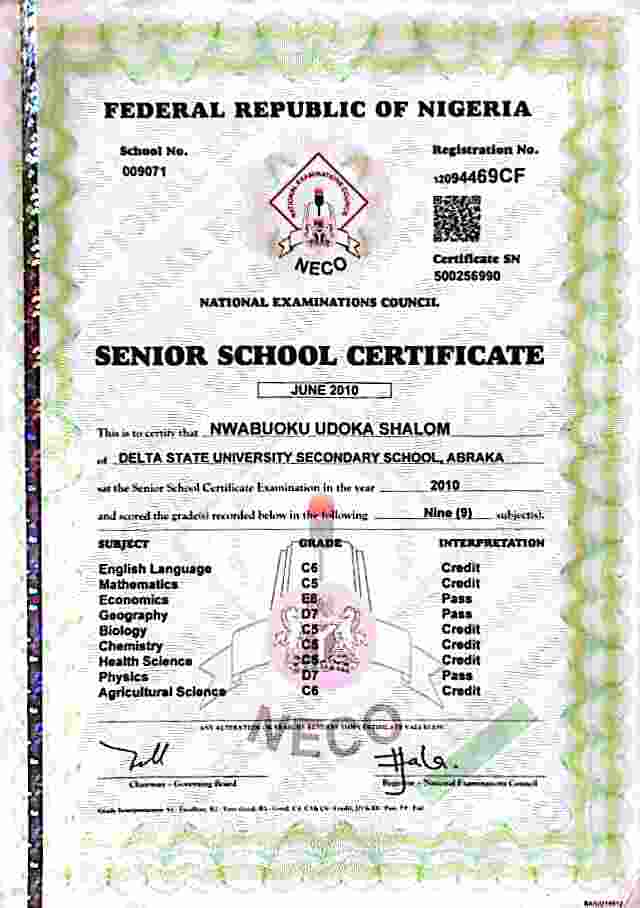 FEDERAL REPUBLIC OF NIGERIA
School No.
009071
Registration No.
12094469CF
NATIONAL EXAMINATIONS COUNCIL
NECO
Certificate SN
500256990
NATIONAL EXAMINATIONS COUNCIL
SENIOR SCHOOL CERTIFICATE
JUNE 2010
This is to certify that NWABUOKU UDOKA SHALOM
of DELTA STATE UNIVERSITY SECONDARY SCHOOL, ABRAKA
sat the Senior School Certificate Examination in the year 2010
and scored the grade(s) recorded below in the following Nine (9) subject(s).
SUBJECT GRADE INTERPRETATION
English Language C6 Credit
Mathematics C5 Credit
Economics E8 Pass
Geography D7 Pass
Biology C5 Credit
Chemistry C5 Credit
Health Science Credit
Physics D7 Pass
Agricultural Science C6 Credit
NECO
ANY ALTERATION OR ERASURE RENDERS THIS CERTIFICATE
Chairman - Governing Board
Registrar - National Examinations Council